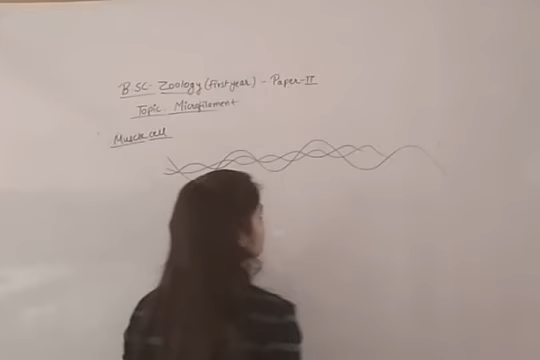 B.SC- Zoology (first year) - Paper-II
Topic Microfilament
Muscle cell